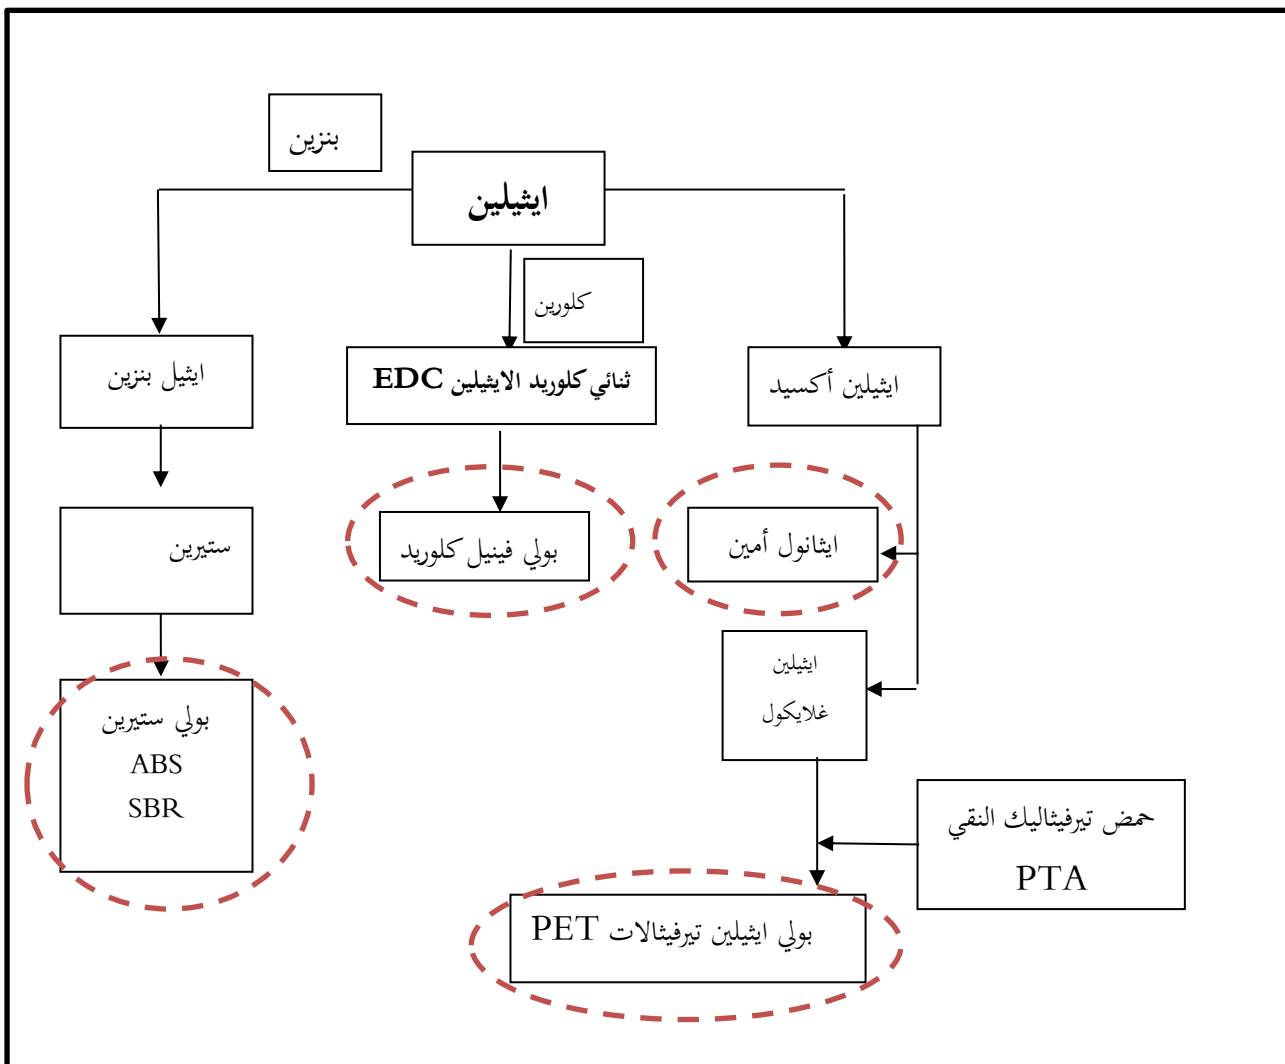 بنزين
ايثيلين
كلورين
ايثيل بنزين
ثنائي كلوريد الايثيلين EDC
ايثيلين أكسيد
ستيرين
بولي فينيل كلوريد
ايثانول أمين
ايثيلين
غلايكول
بولي ستيرين
ABS
SBR
حمض تيرفيثاليك النقي
PTA
بولي ايثيلين تيرفيثالات PET